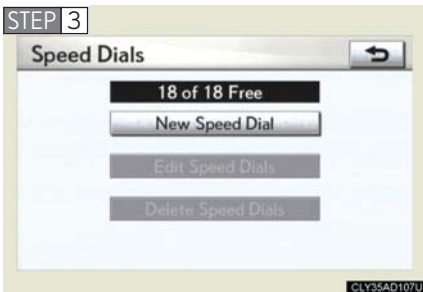 STEP 3
Speed Dials
18 of 18 Free
New Speed Dial
Edit Speed Dials
Delete Speed Dials
CLY35AD107U